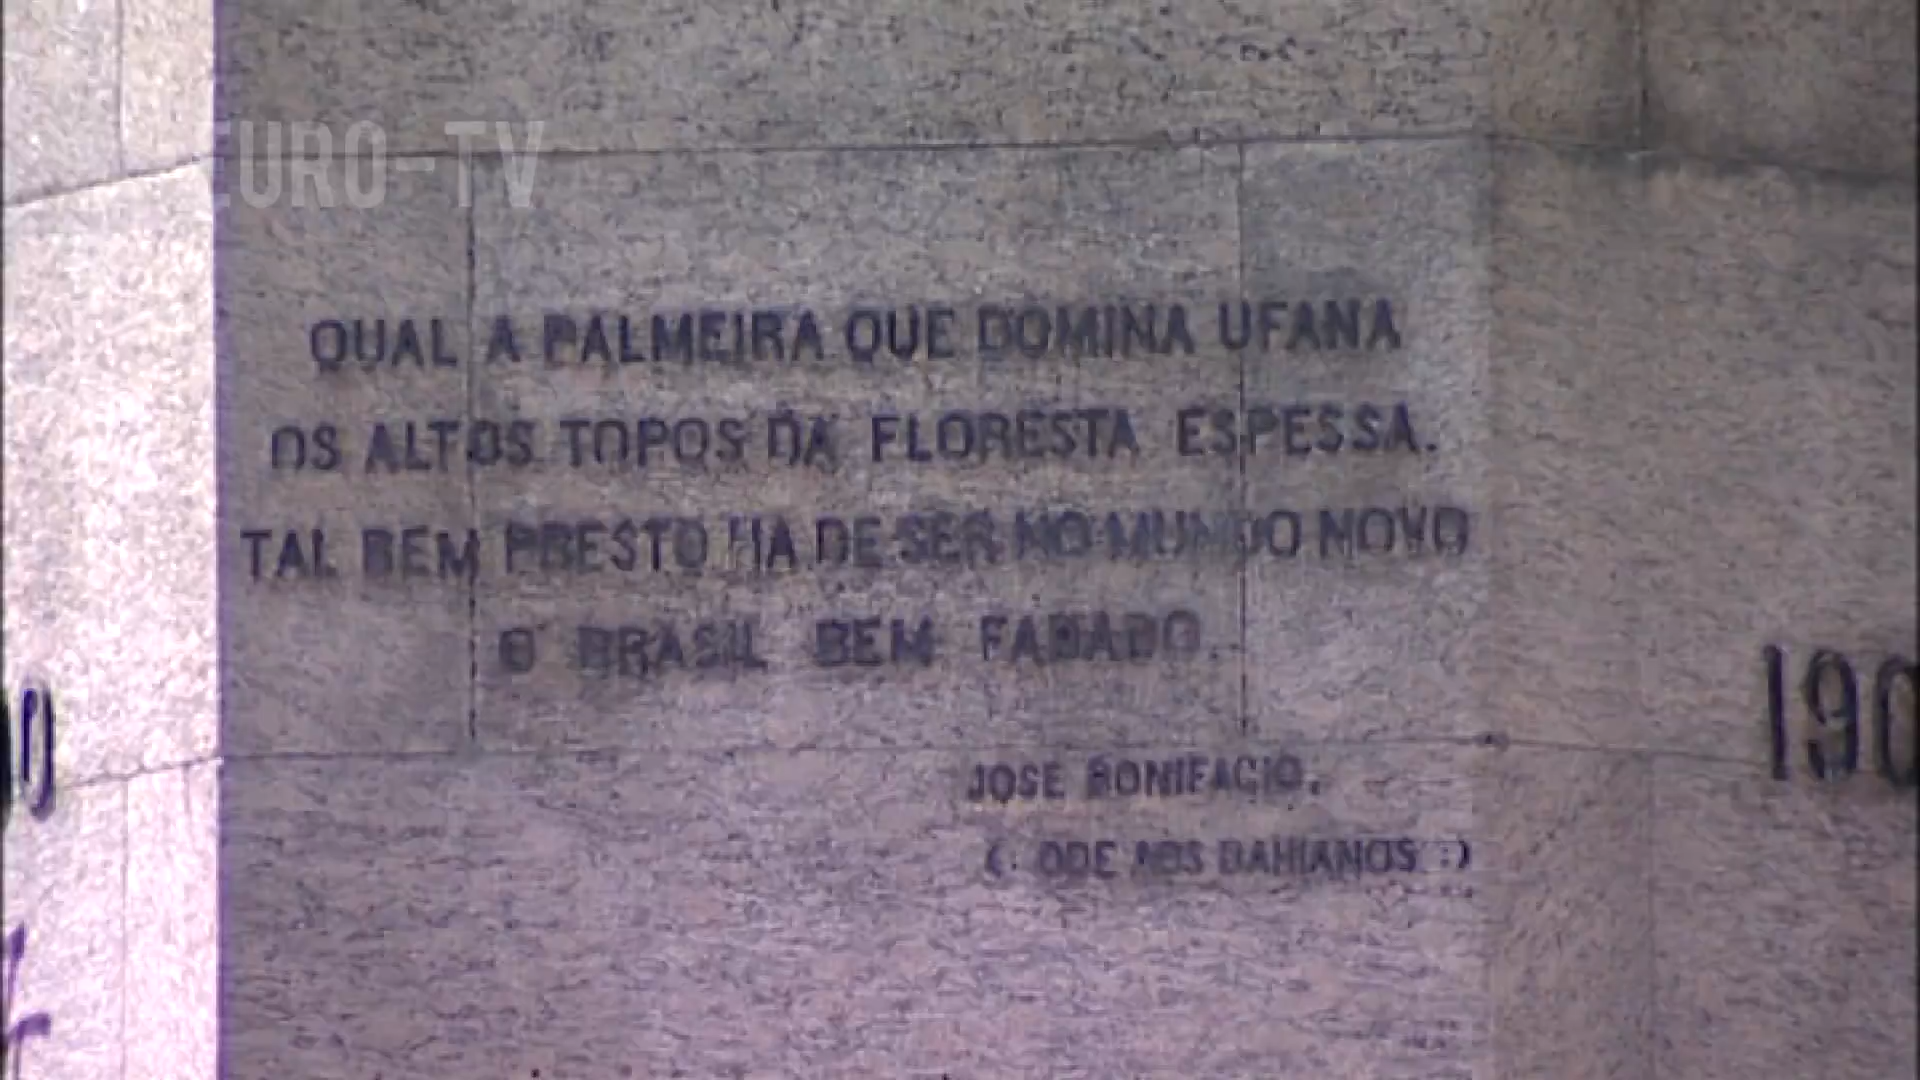 EURO-TV
QUAL A PALMEIRA QUE DOMINA UFANA
OS ALTOS TOPOS DA FLORESTA ESPESSA.
TAL BEM PRESTO HA DE SER NO MUNDO NOVO
O BRASIL BEM FADADO.
JOSE BONIFACIO.
(: ODE AOS BAHIANOS :)
0
190